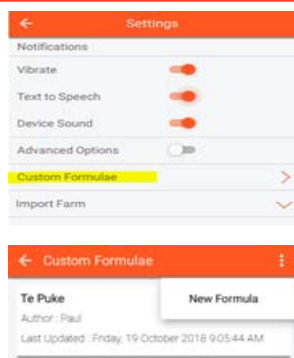 Settings
Notifications
Vibrate
Text to Speech
Device Sound
Advanced Options
Custom Formulae
Import Farm
Custom Formulae
Te Puke
New Formula
Author : Paul
Last Updated : Friday, 19 October 2018 9:05:44 AM